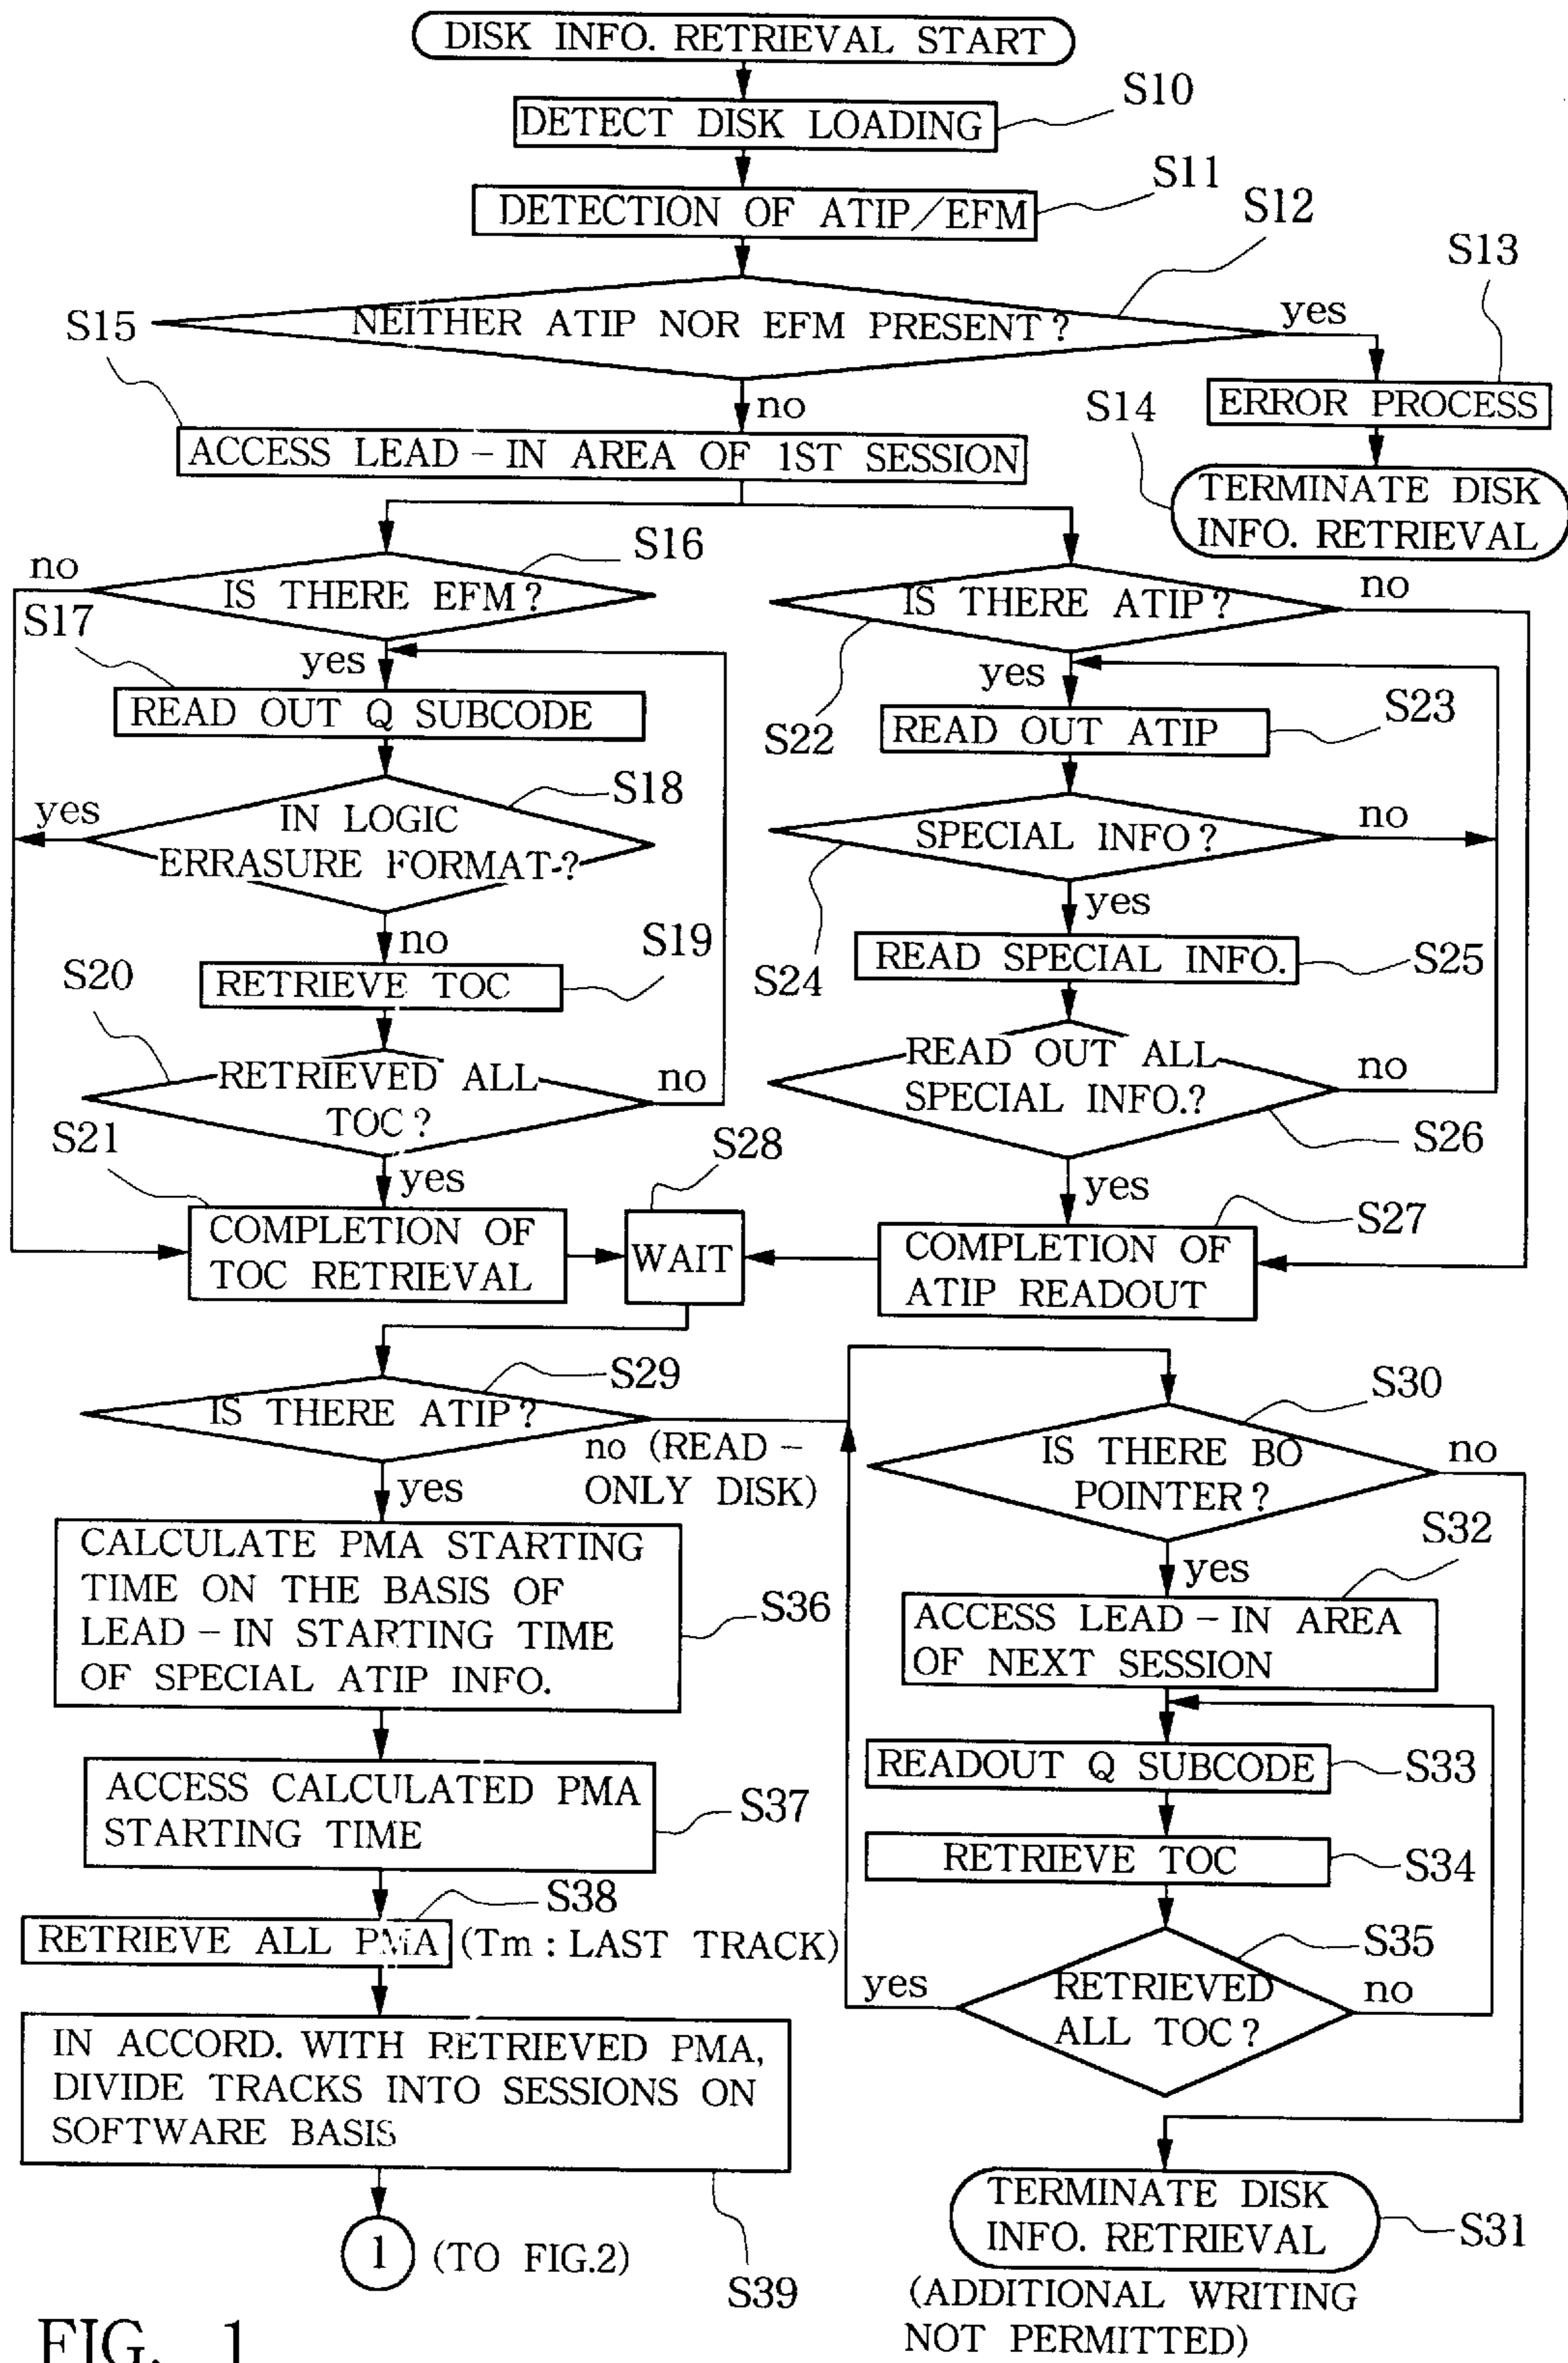 DISK INFO. RETRIEVAL START
S10
DETECT DISK LOADING
S11
DETECTION OF ATIP/EFM
S12
S13
NEITHER ATIP NOR EFM PRESENT?
yes
S15
no
ERROR PROCESS
S14
ACCESS LEAD-IN AREA OF 1ST SESSION
TERMINATE DISK
INFO. RETRIEVAL
S16
no
IS THERE EFM?
S17
yes
READ OUT Q SUBCODE
S18
yes
IN LOGIC
ERRASURE FORMAT-?
no
S19
RETRIEVE TOC
S20
RETRIEVED ALL
TOC?
no
S21
yes
COMPLETION OF
TOC RETRIEVAL
S28
WAIT
IS THERE ATIP?
no
yes
S22
S23
READ OUT ATIP
SPECIAL INFO?
no
yes
S24
READ SPECIAL INFO.
S25
READ OUT ALL
SPECIAL INFO.?
no
S26
yes
S27
COMPLETION OF
ATIP READOUT
S29
IS THERE ATIP?
no (READ-
ONLY DISK)
yes
CALCULATE PMA STARTING
TIME ON THE BASIS OF
LEAD-IN STARTING TIME
OF SPECIAL ATIP INFO.
S36
ACCESS CALCULATED PMA
STARTING TIME
S37
S38
RETRIEVE ALL PMA (Tm : LAST TRACK)
IN ACCORD. WITH RETRIEVED PMA,
DIVIDE TRACKS INTO SESSIONS ON
SOFTWARE BASIS
S39
1 (TO FIG.2)
S30
IS THERE BO
POINTER?
no
yes
S32
ACCESS LEAD-IN AREA
OF NEXT SESSION
READOUT Q SUBCODE
S33
RETRIEVE TOC
S34
S35
yes
RETRIEVED
ALL TOC?
no
TERMINATE DISK
INFO. RETRIEVAL
S31
(ADDITIONAL WRITING
NOT PERMITTED)
FIG. 1